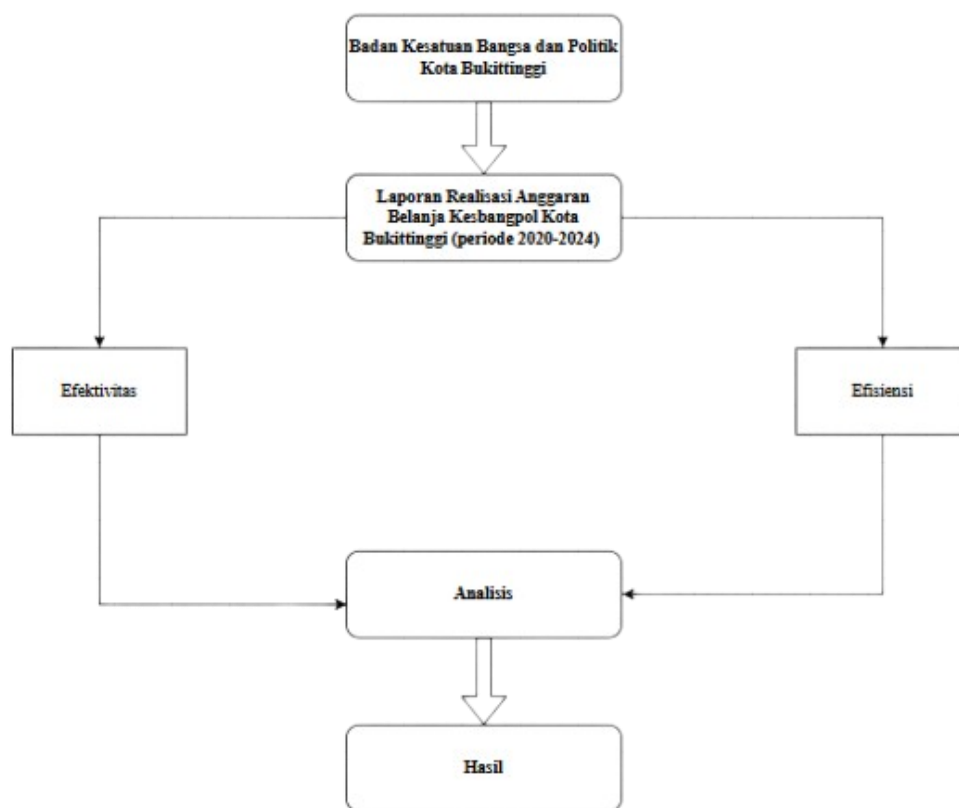 Badan Kesatuan Bangsa dan Politik
Kota Bukittinggi
Laporan Realisasi Anggaran
Belanja Kesbangpol Kota
Bukittinggi (periode 2020-2024)
Efektivitas
Efisiensi
Analisis
Hasil